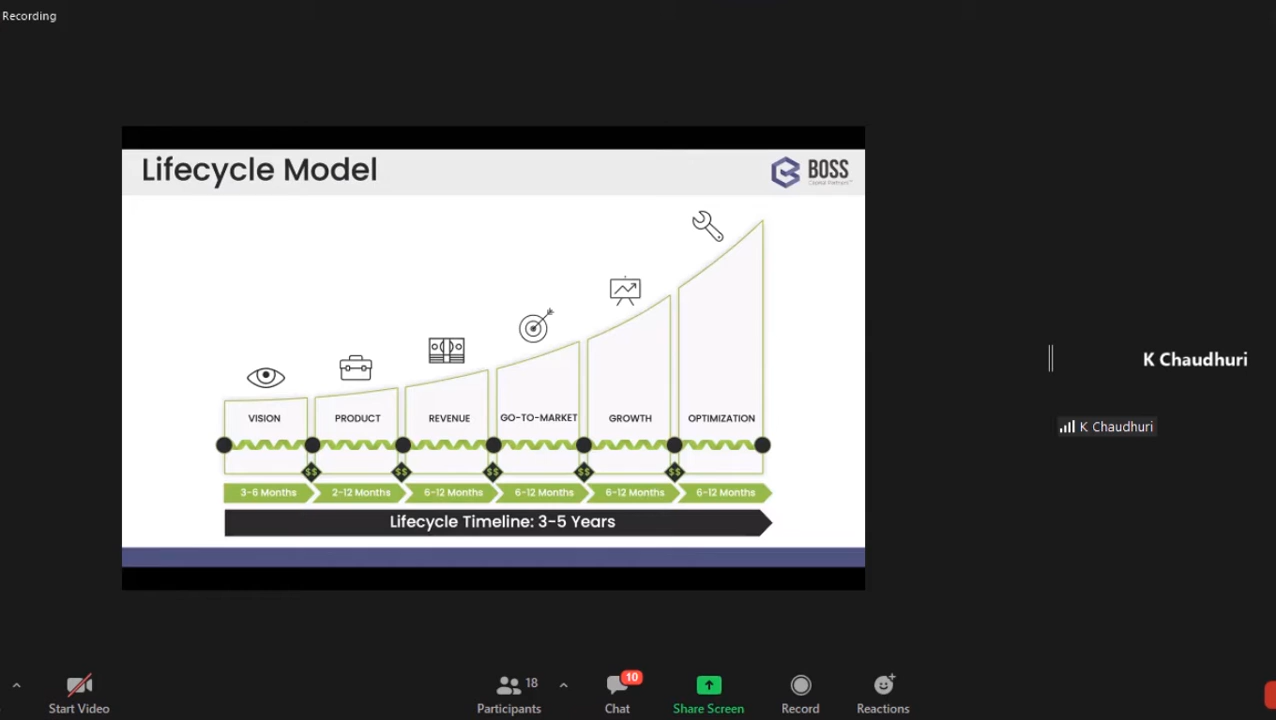 Recording
Lifecycle Model
BOSS
Capital Partners
VISION
PRODUCT
REVENUE
GO-TO-MARKET
GROWTH
OPTIMIZATION
$$ $$ $$ $$ $$
3-6 Months
2-12 Months
6-12 Months
6-12 Months
6-12 Months
6-12 Months
Lifecycle Timeline: 3-5 Years
K Chaudhuri
K Chaudhuri
Start Video
18
Participants
10
Chat
Share Screen
Record
Reactions